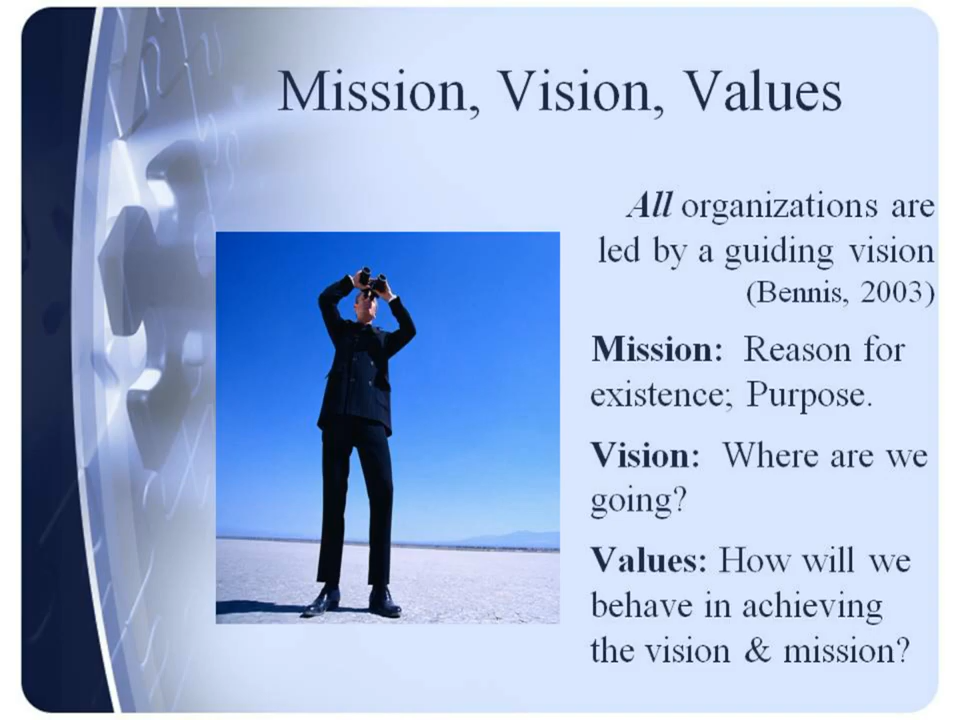 Mission, Vision, Values
All organizations are
led by a guiding vision
(Bennis, 2003)
Mission: Reason for
existence; Purpose.
Vision: Where are we
going?
Values: How will we
behave in achieving
the vision & mission?